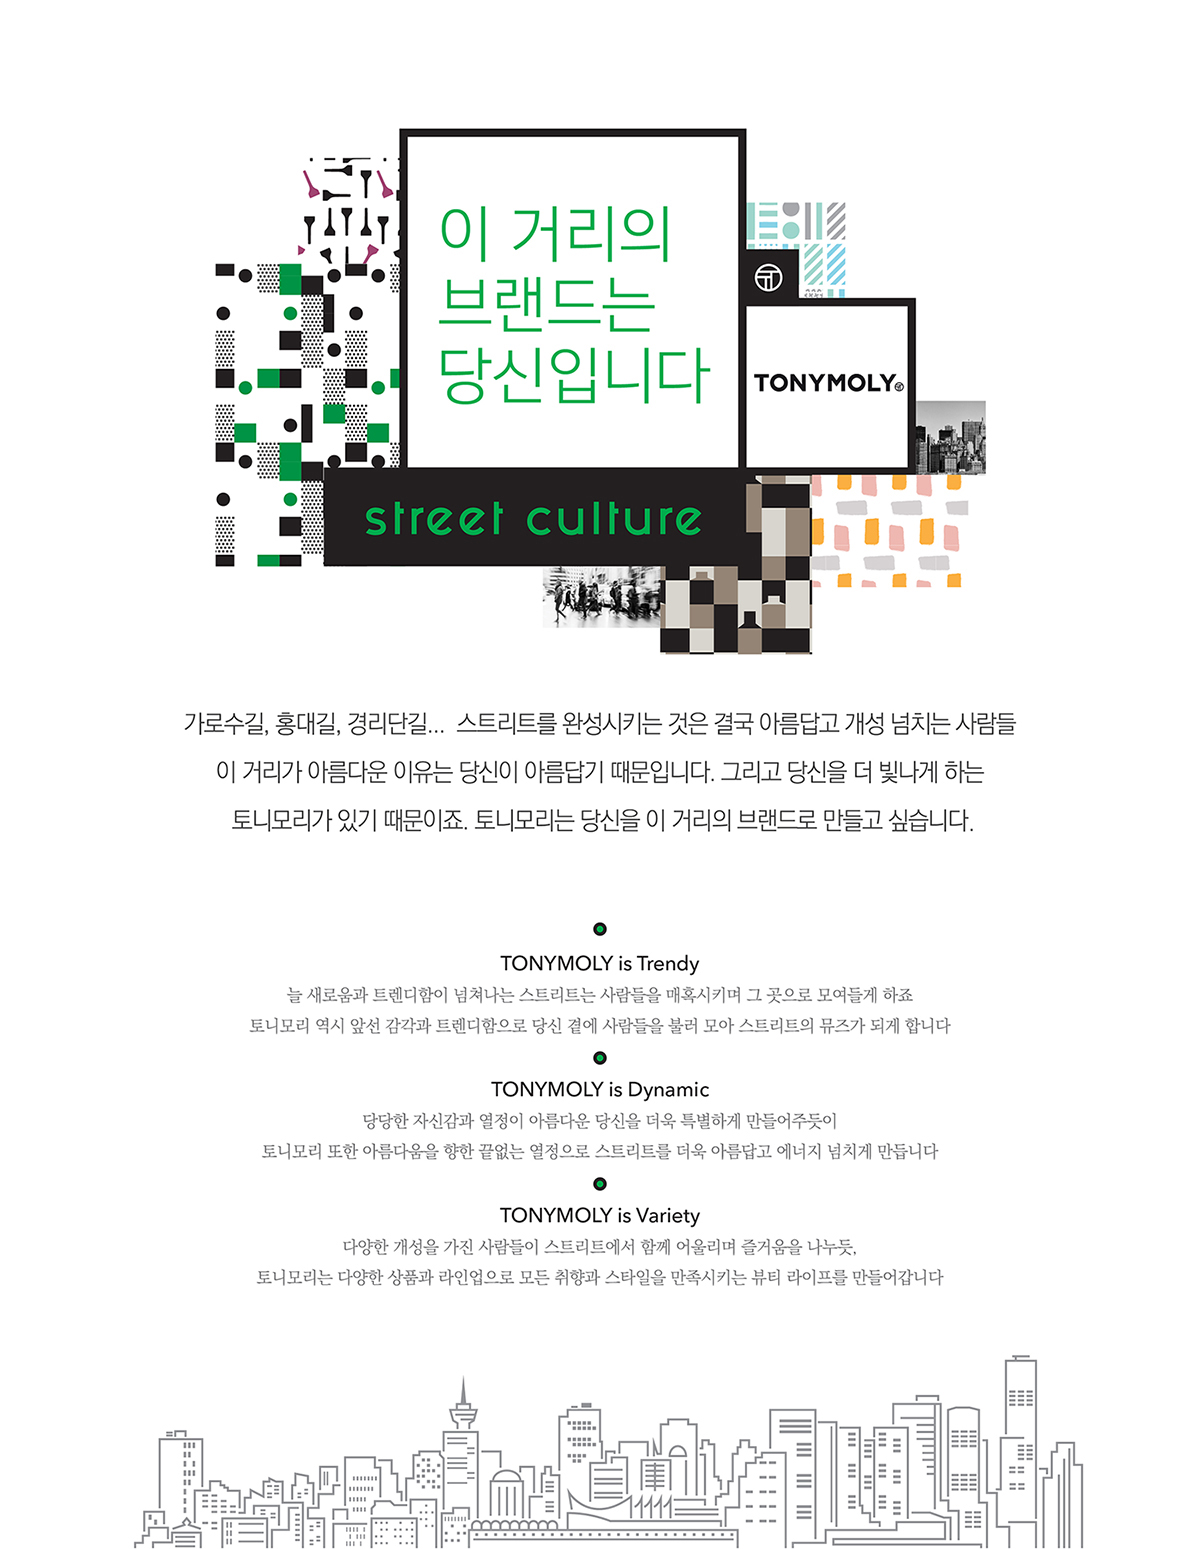 이 거리의
브랜드는
당신입니다
TONYMOLY
street culture
가로수길, 홍대길, 경리단길... 스트리트를 완성시키는 것은 결국 아름답고 개성 넘치는 사람들
이 거리가 아름다운 이유는 당신이 아름답기 때문입니다. 그리고 당신을 더 빛나게 하는
토니모리가 있기 때문이죠. 토니모리는 당신을 이 거리의 브랜드로 만들고 싶습니다.
TONYMOLY is Trendy
늘 새로움과 트렌디함이 넘쳐나는 스트리트는 사람들을 매혹시키며 그 곳으로 모여들게 하죠
토니모리 역시 앞선 감각과 트렌디함으로 당신 곁에 사람들을 불러 모아 스트리트의 뮤즈가 되게 합니다
TONYMOLY is Dynamic
당당한 자신감과 열정이 아름다운 당신을 더욱 특별하게 만들어주듯이
토니모리 또한 아름다움을 향한 끝없는 열정으로 스트리트를 더욱 아름답고 에너지 넘치게 만듭니다
TONYMOLY is Variety
다양한 개성을 가진 사람들이 스트리트에서 함께 어울리며 즐거움을 나누듯,
토니모리는 다양한 상품과 라인업으로 모든 취향과 스타일을 만족시키는 뷰티 라이프를 만들어갑니다